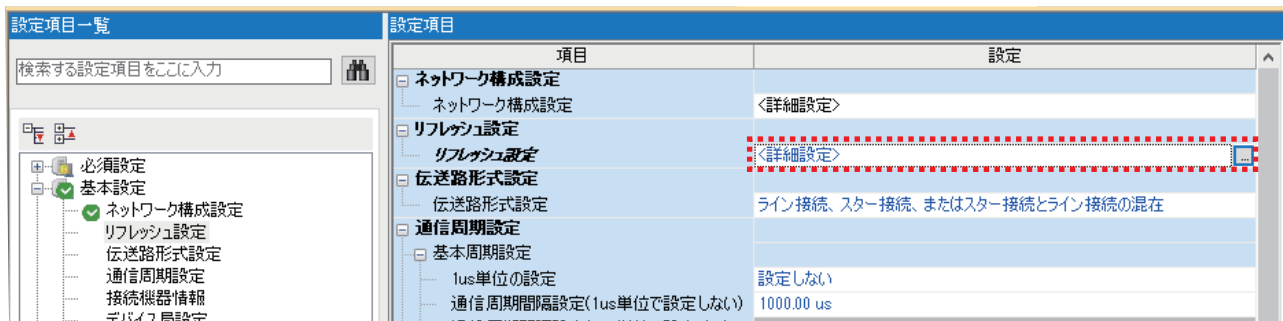 設定項目一覧
検索する設定項目をここに入力
必須設定
基本設定
ネットワーク構成設定
リフレッシュ設定
伝送路形式設定
通信周期設定
接続機器情報
デバイス局設定
設定項目
項目 設定
ネットワーク構成設定
ネットワーク構成設定 <詳細設定>
リフレッシュ設定
リフレッシュ設定 <詳細設定> ...
伝送路形式設定
伝送路形式設定 ライン接続、スター接続、またはスター接続とライン接続の混在
通信周期設定
基本周期設定
1us単位の設定 設定しない
通信周期間隔設定(1us単位で設定しない) 1000.00 us